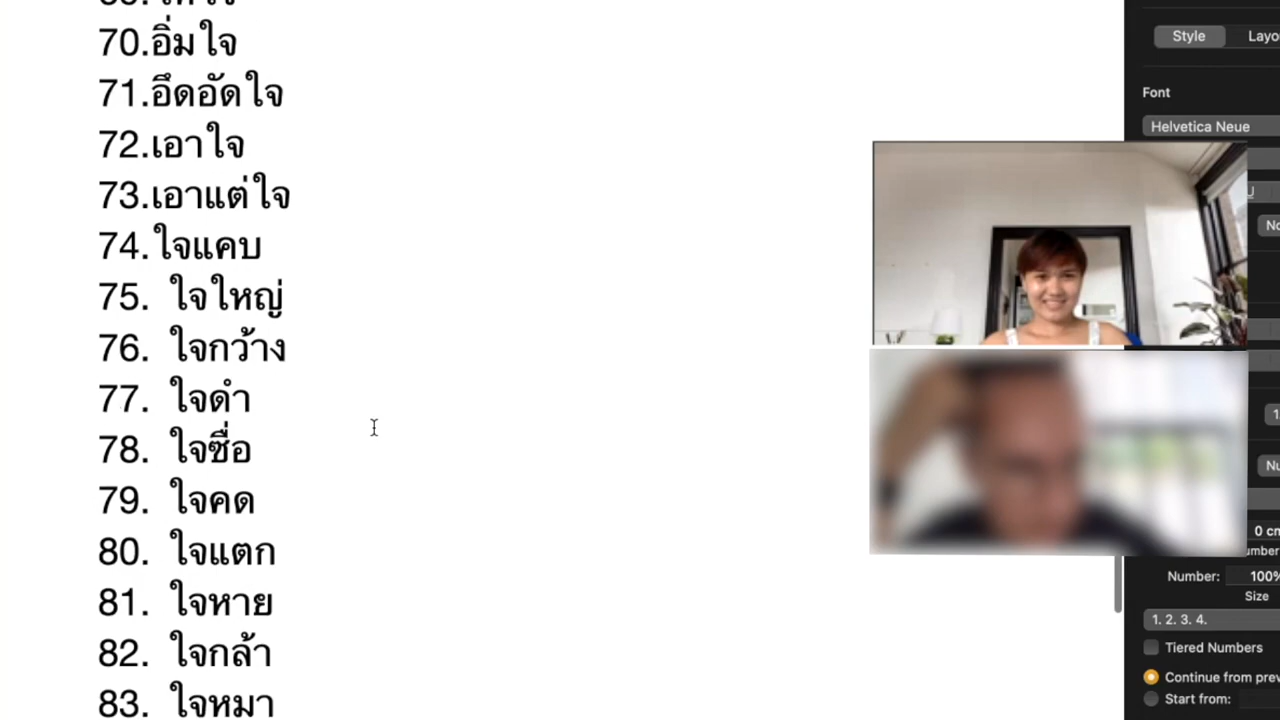 70.อิ่มใจ
71.อึดอัดใจ
72.เอาใจ
73.เอาแต่ใจ
74.ใจแคบ
75. ใจใหญ่
76. ใจกว้าง
77. ใจดำ
78. ใจซื่อ
79. ใจคด
80. ใจแตก
81. ใจหาย
82. ใจกล้า
83. ใจหมา
Style
Font
Helvetica Neue
U
0 cm
Number: 100%
Size
1. 2. 3. 4.
Tiered Numbers
Continue from prev
Start from: